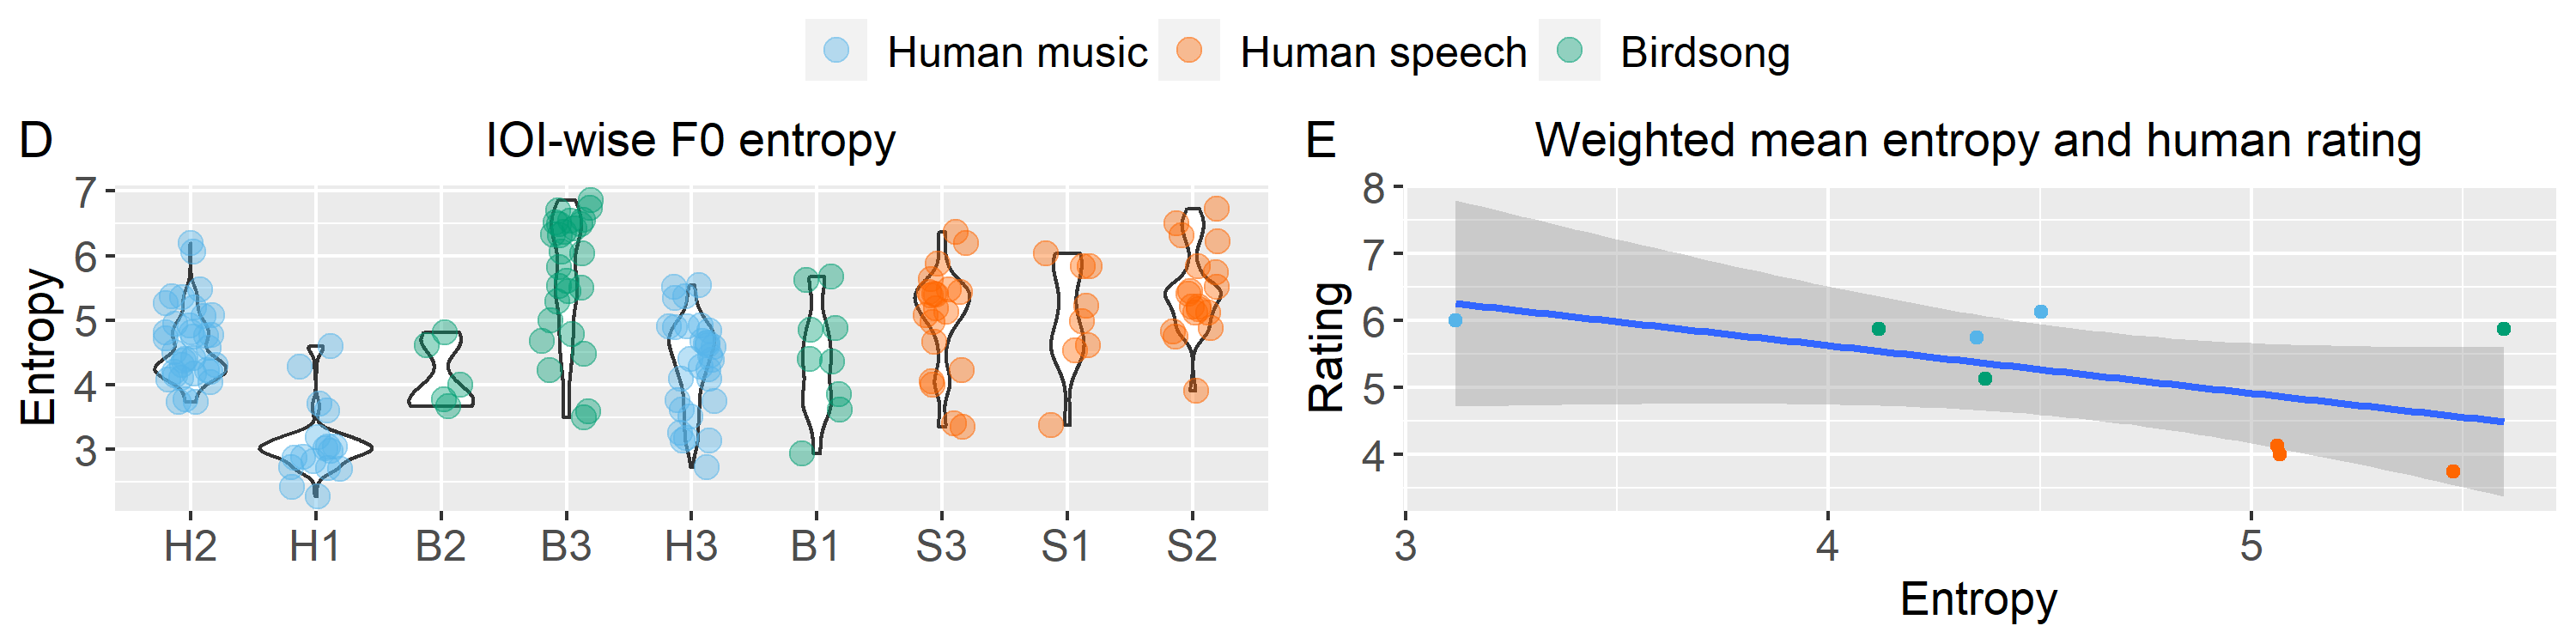 Human music Human speech Birdsong
D IOI-wise F0 entropy
7
6
5
4
3
Entropy
H2 H1 B2 B3 H3 B1 S3 S1 S2
E Weighted mean entropy and human rating
8
7
6
5
4
Rating
3 4 5
Entropy